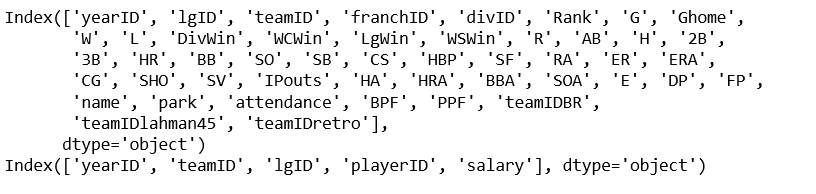 Index(['yearID', 'lgID', 'teamID', 'franchID', 'divID', 'Rank', 'G', 'Ghome',
'W', 'L', 'DivWin', 'WCWin', 'LgWin', 'WSWin', 'R', 'AB', 'H', '2B',
'3B', 'HR', 'BB', 'SO', 'SB', 'CS', 'HBP', 'SF', 'RA', 'ER', 'ERA',
'CG', 'SHO', 'SV', 'IPouts', 'HA', 'HRA', 'BBA', 'SOA', 'E', 'DP', 'FP',
'name', 'park', 'attendance', 'BPF', 'PPF', 'teamIDBR',
'teamIDlahman45', 'teamIDretro'],
dtype='object')
Index(['yearID', 'teamID', 'lgID', 'playerID', 'salary'], dtype='object')